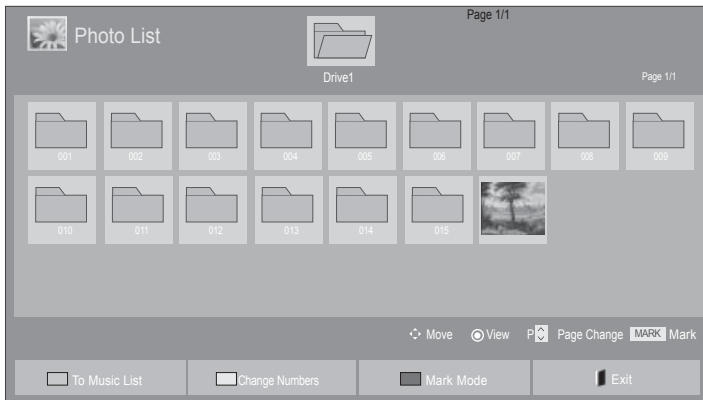 Page 1/1
Photo List
Drive1
Page 1/1
001 002 003 004 005 006 007 008 009
010 011 012 013 014 015
Move View P Page Change MARK Mark
To Music List Change Numbers Mark Mode Exit